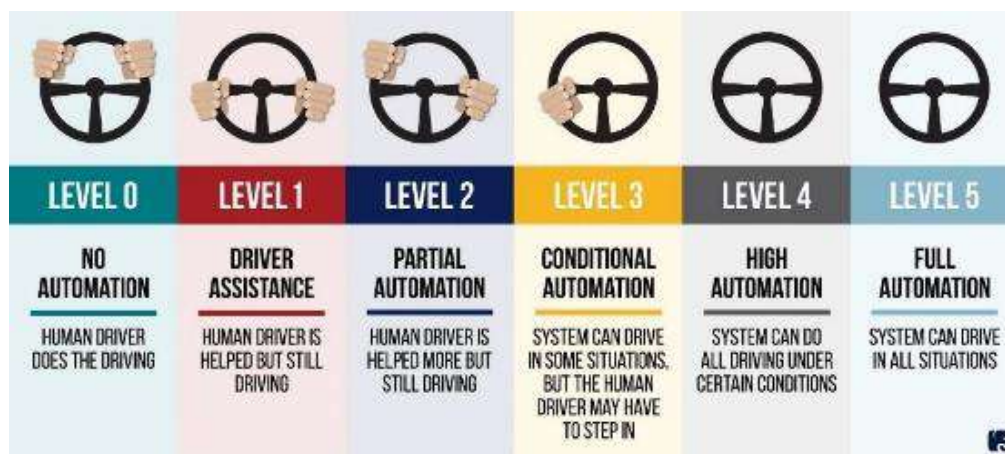 LEVEL 0
NO
AUTOMATION
HUMAN DRIVER
DOES THE DRIVING
LEVEL 1
DRIVER
ASSISTANCE
HUMAN DRIVER IS
HELPED BUT STILL
DRIVING
LEVEL 2
PARTIAL
AUTOMATION
HUMAN DRIVER IS
HELPED MORE BUT
STILL DRIVING
LEVEL 3
CONDITIONAL
AUTOMATION
SYSTEM CAN DRIVE
IN SOME SITUATIONS,
BUT THE HUMAN
DRIVER MAY HAVE
TO STEP IN
LEVEL 4
HIGH
AUTOMATION
SYSTEM CAN DO
ALL DRIVING UNDER
CERTAIN CONDITIONS
LEVEL 5
FULL
AUTOMATION
SYSTEM CAN DRIVE
IN ALL SITUATIONS